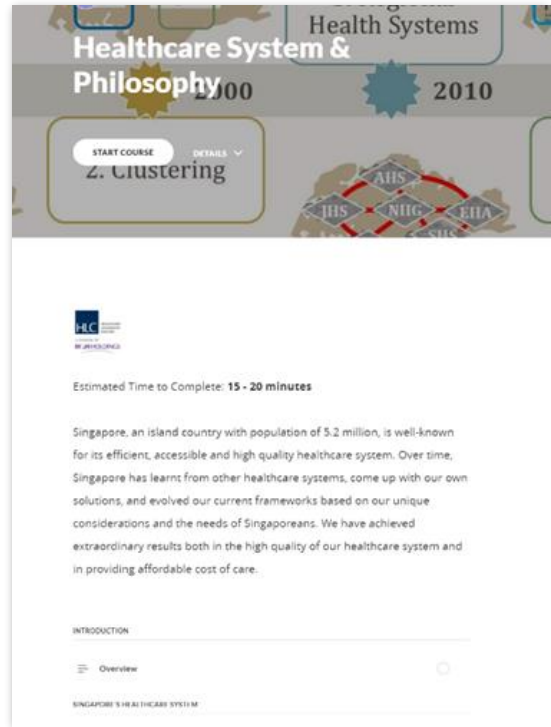 Health Systems
Healthcare System &
Philosophy
2000
2010
START COURSE
DETAILS
2. Clustering
AHS
JHS
NHG
EHA
SHS
HLC
MOH HOLDINGS
Estimated Time to Complete: 15 - 20 minutes
Singapore, an island country with population of 5.2 million, is well-known
for its efficient, accessible and high quality healthcare system. Over time,
Singapore has learnt from other healthcare systems, come up with our own
solutions, and evolved our current frameworks based on our unique
considerations and the needs of Singaporeans. We have achieved
extraordinary results both in the high quality of our healthcare system and
in providing affordable cost of care.
INTRODUCTION
Overview
SINGAPORE'S HEALTHCARE SYSTEM